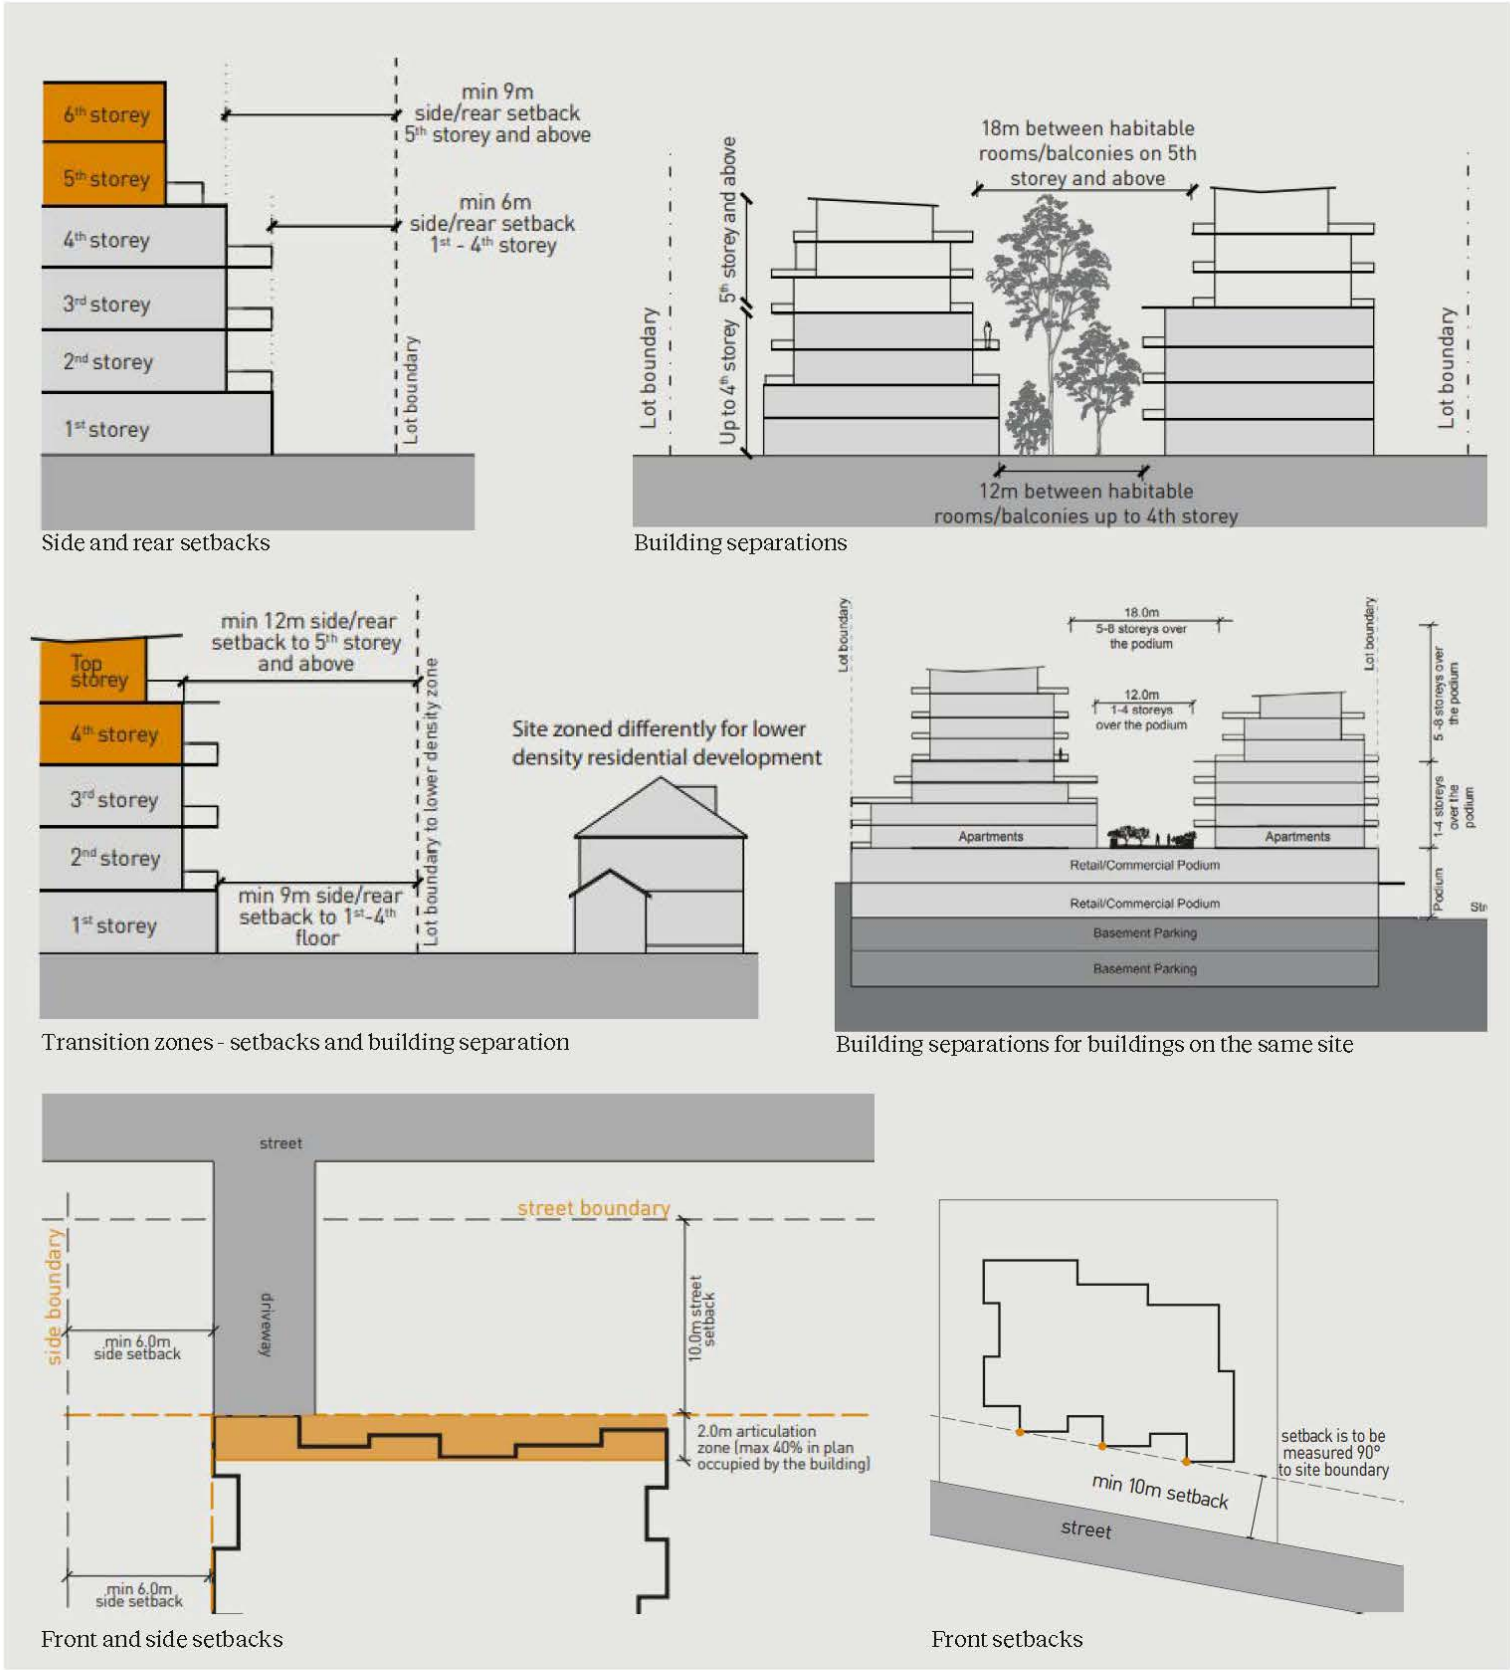 6th storey
5th storey
4th storey
3rd storey
2nd storey
1st storey
min 9m
side/rear setback
5th storey and above
min 6m
side/rear setback
1st - 4th storey
Lot boundary
Side and rear setbacks
Lot boundary
Up to 4th storey
5th storey and above
18m between habitable
rooms/balconies on 5th
storey and above
Lot boundary
12m between habitable
rooms/balconies up to 4th storey
Building separations
Top
storey
4th storey
3rd storey
2nd storey
1st storey
min 12m side/rear
setback to 5th storey
and above
min 9m side/rear
setback to 1st-4th
floor
Lot boundary to lower density zone
Site zoned differently for lower
density residential development
Transition zones - setbacks and building separation
Lot boundary
18.0m
5-8 storeys over
the podium
12.0m
1-4 storeys
over the podium
Lot boundary
5 -8 storeys over
the podium
1-4 storeys
over the
podium
Podium
Str
Apartments
Apartments
Retail/Commercial Podium
Retail/Commercial Podium
Basement Parking
Basement Parking
Building separations for buildings on the same site
street
street boundary
side boundary
driveway
min 6.0m
side setback
10.0m street
setback
2.0m articulation
zone (max 40% in plan
occupied by the building)
min 6.0m
side setback
Front and side setbacks
setback is to be
measured 90°
to site boundary
min 10m setback
street
Front setbacks